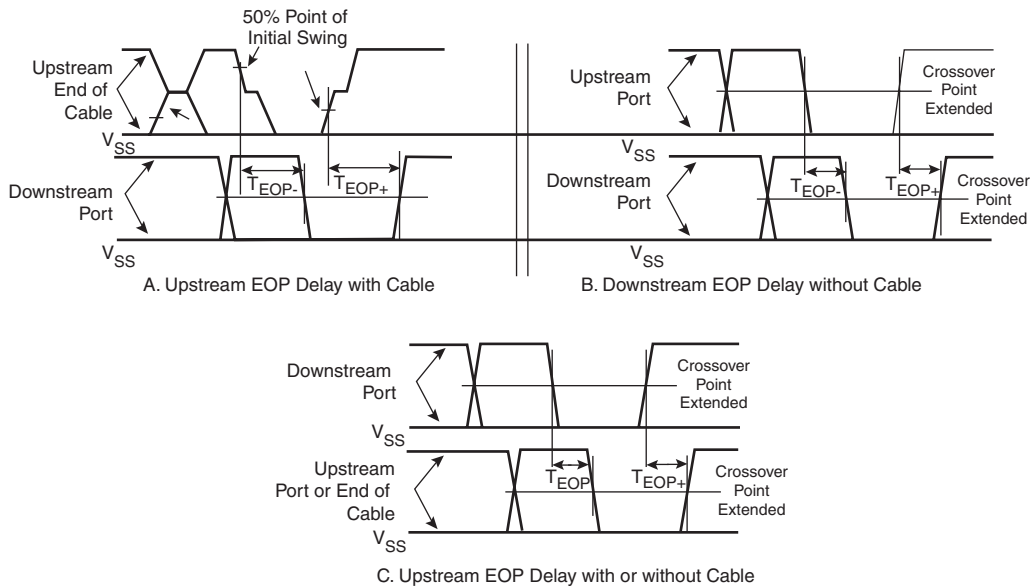 50% Point of
Initial Swing
Upstream
End of
Cable
VSS
Downstream
Port
TEOP-
TEOP+
VSS
A. Upstream EOP Delay with Cable
Upstream
Port
Crossover
Point
Extended
VSS
Downstream
Port
TEOP-
TEOP+
Crossover
Point
Extended
VSS
B. Downstream EOP Delay without Cable
Downstream
Port
Crossover
Point
Extended
VSS
Upstream
Port or End of
Cable
TEOP
TEOP+
Crossover
Point
Extended
VSS
C. Upstream EOP Delay with or without Cable